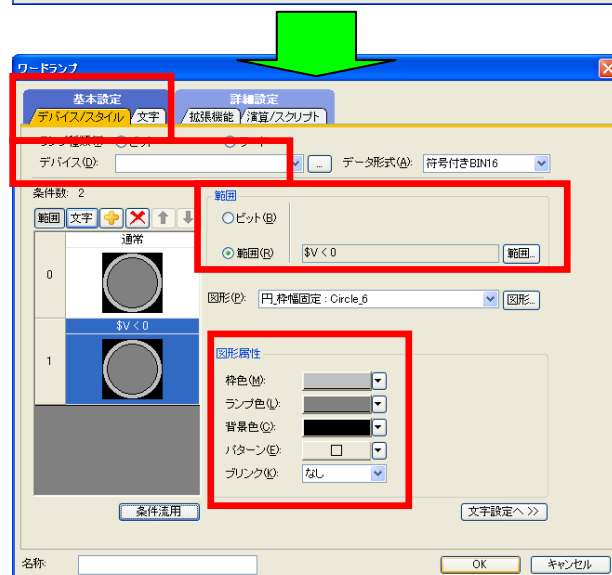 ワードランプ
基本設定 詳細設定
デバイス/スタイル 文字 拡張機能 演算/スクリプト
デバイス(D): ... データ形式(A): 符号付きBIN16
条件数: 2
範囲 文字
範囲
ビット(B)
範囲(R) $V < 0 範囲...
通常
0
図形(P): 円_枠幅固定 : Circle_6 図形...
$V < 0
1
図形属性
枠色(M):
ランプ色(L):
背景色(C):
パターン(E):
ブリンク(K): なし
条件流用 文字設定へ >>
名称: OK キャンセル